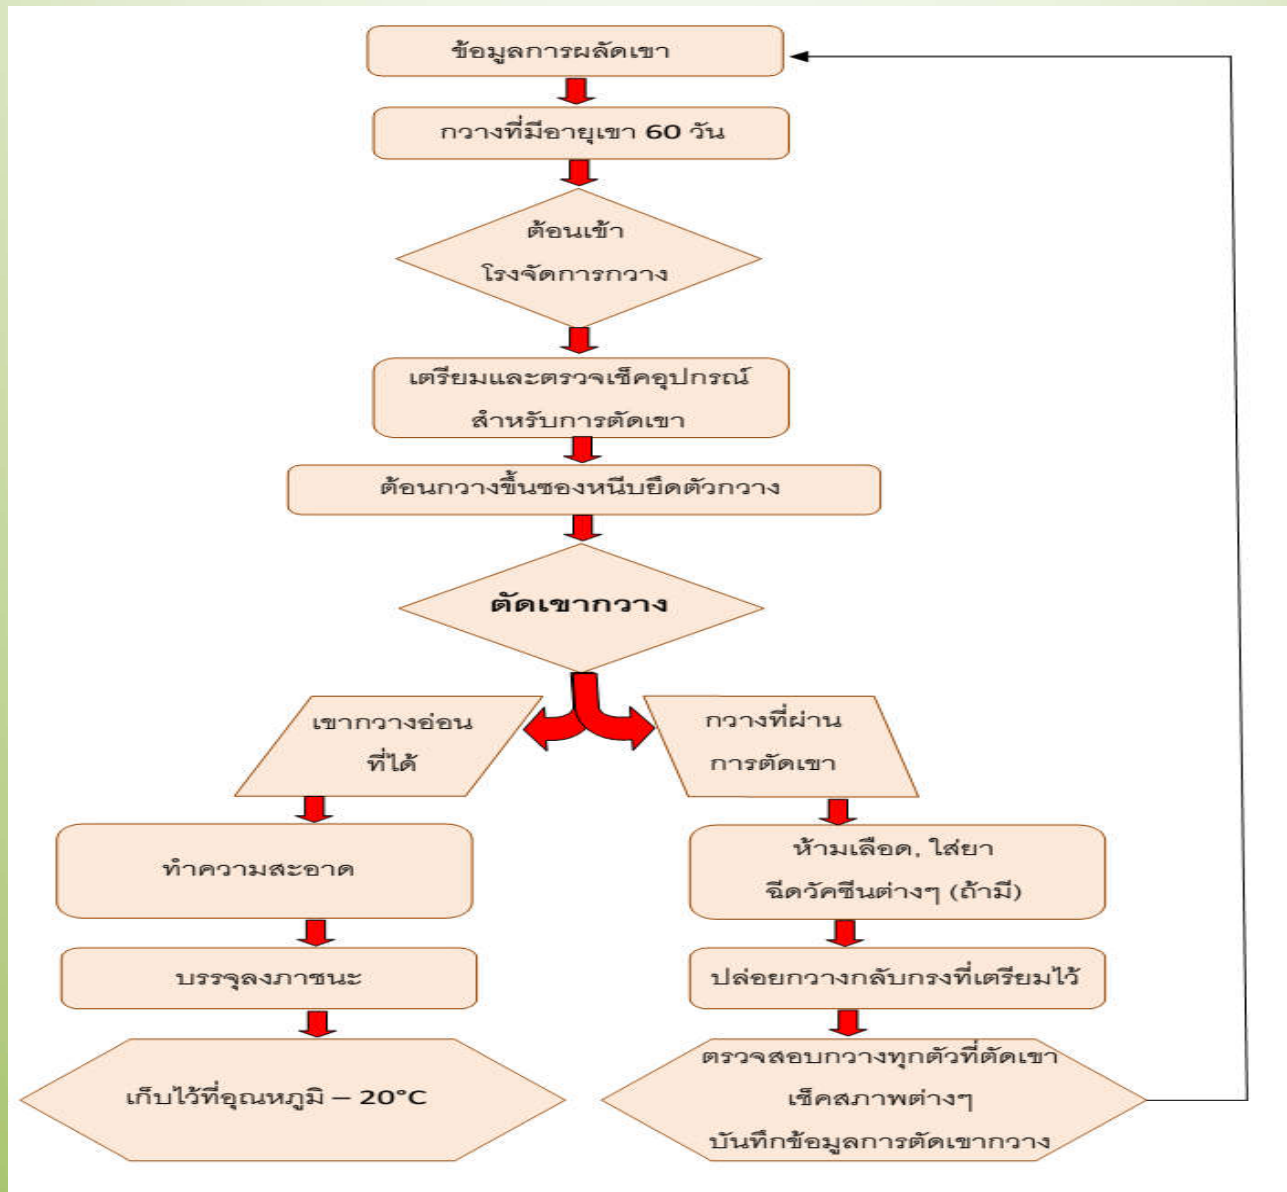 ข้อมูลการผลัดเขา
กวางที่มีอายุเขา 60 วัน
ต้อนเข้า
โรงจัดการกวาง
เตรียมและตรวจเช็คอุปกรณ์
สำหรับการตัดเขา
ต้อนกวางขึ้นซองหนีบยึดตัวกวาง
ตัดเขากวาง
เขากวางอ่อน
ที่ได้
ทำความสะอาด
บรรจุลงภาชนะ
เก็บไว้ที่อุณหภูมิ – 20°C
กวางที่ผ่าน
การตัดเขา
ห้ามเลือด, ใส่ยา
ฉีดวัคซีนต่างๆ (ถ้ามี)
ปล่อยกวางกลับกรงที่เตรียมไว้
ตรวจสอบกวางทุกตัวที่ตัดเขา
เช็คสภาพต่างๆ
บันทึกข้อมูลการตัดเขากวาง